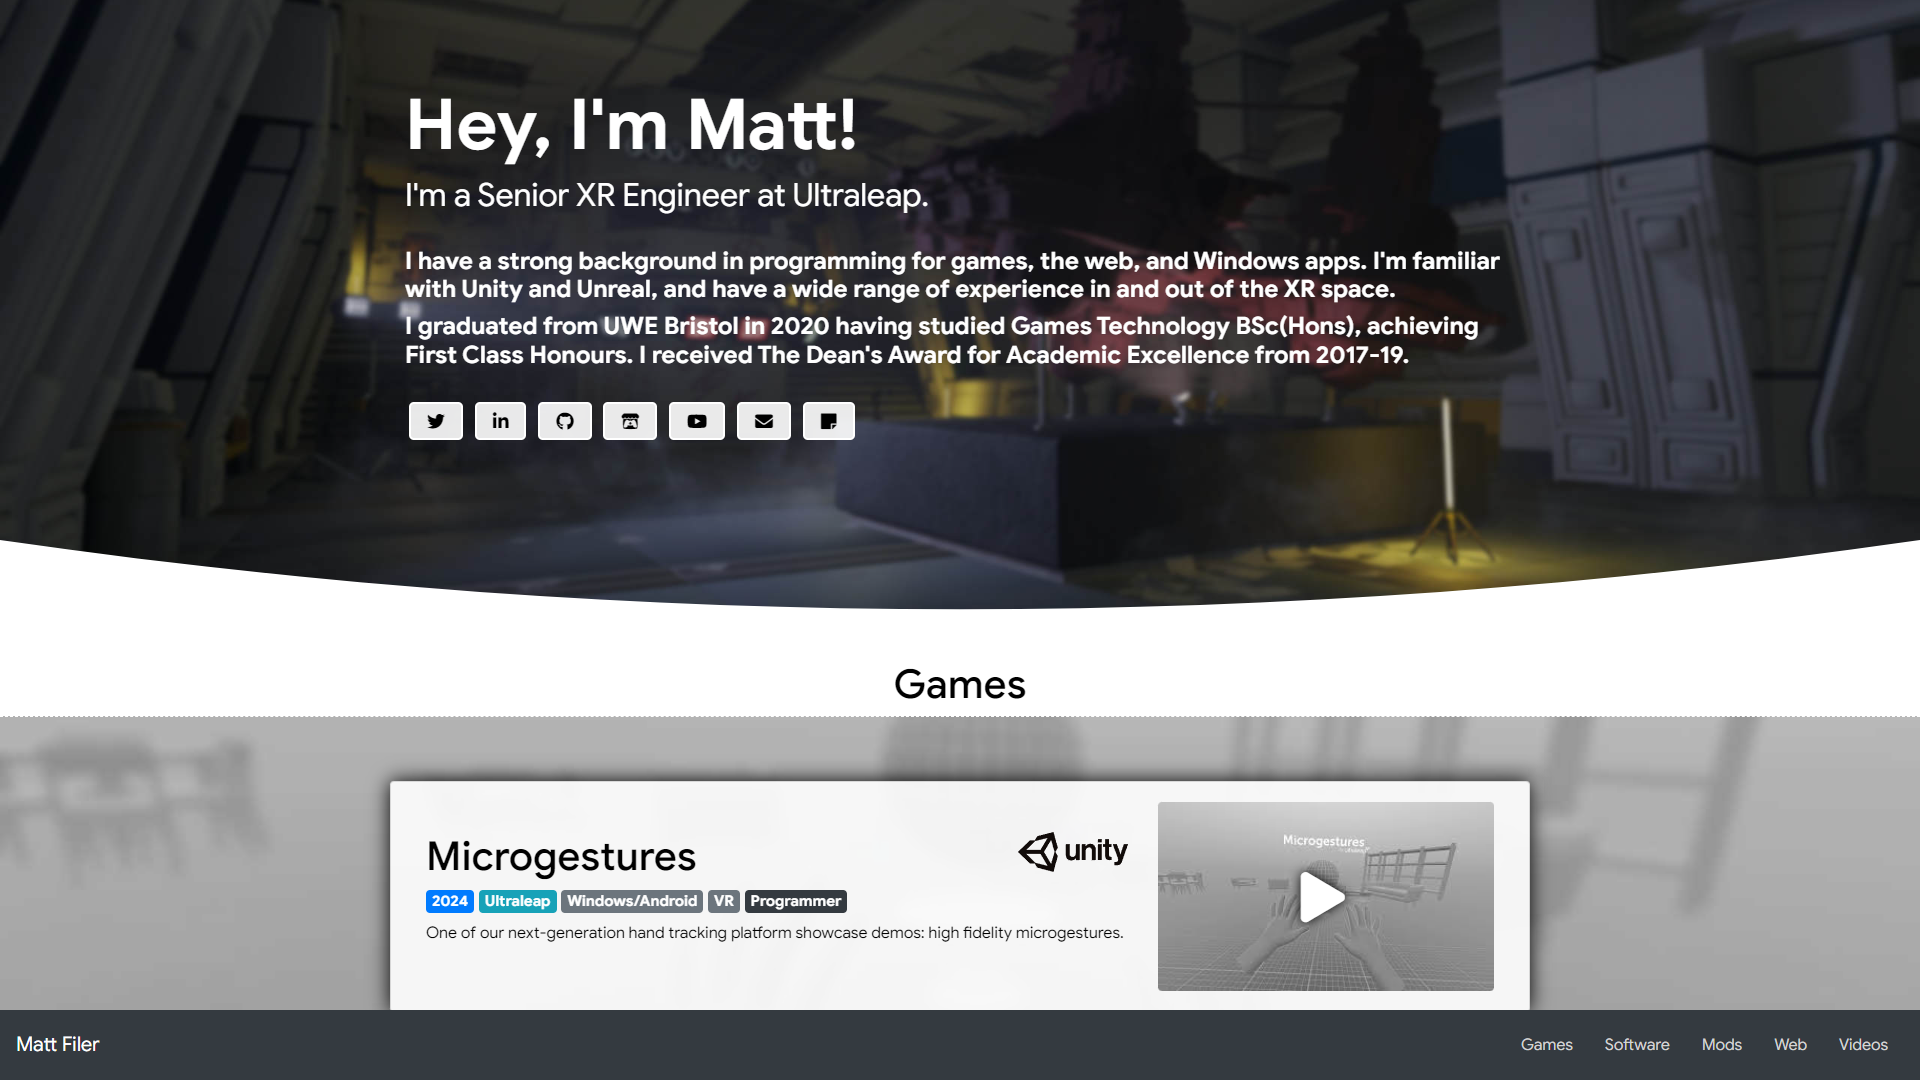 Hey, I'm Matt!
I'm a Senior XR Engineer at Ultraleap.
I have a strong background in programming for games, the web, and Windows apps. I'm familiar
with Unity and Unreal, and have a wide range of experience in and out of the XR space.
I graduated from UWE Bristol in 2020 having studied Games Technology BSc(Hons), achieving
First Class Honours. I received The Dean's Award for Academic Excellence from 2017-19.
in
Games
Microgestures
unity
2024 Ultraleap Windows/Android VR Programmer
One of our next-generation hand tracking platform showcase demos: high fidelity microgestures.
Microgestures
Matt Filer
Games Software Mods Web Videos